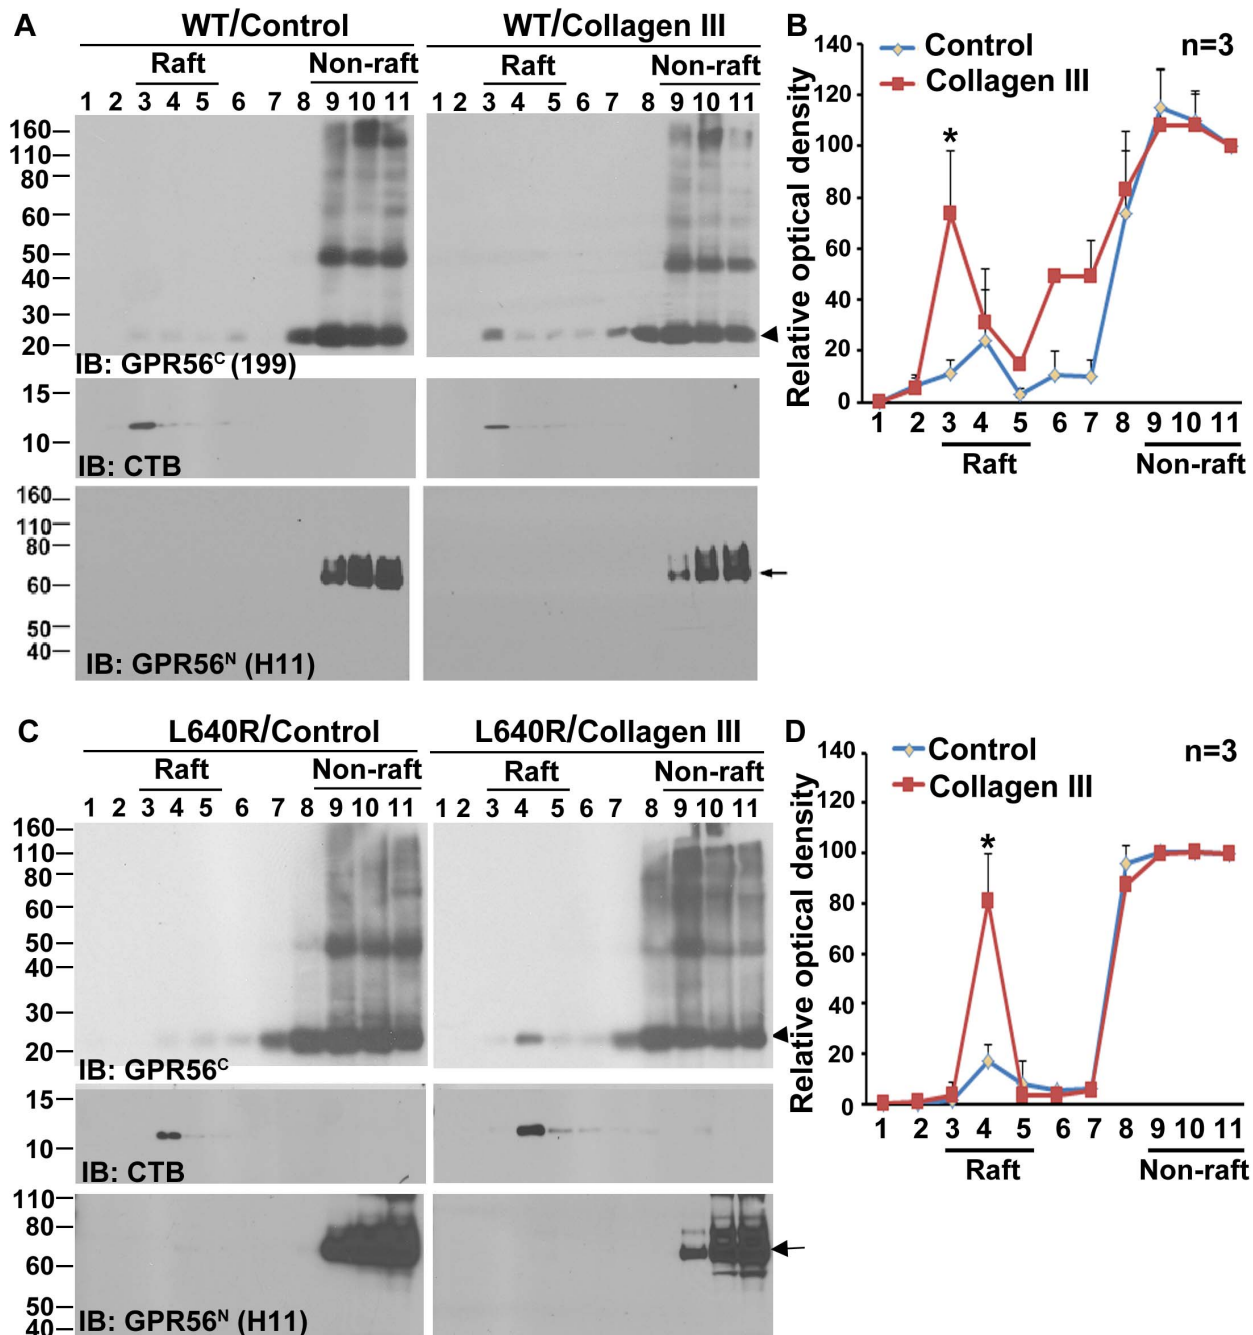 A
WT/Control
WT/Collagen III
Raft
Non-raft
Raft
Non-raft
1 2 3 4 5 6 7 8 9 10 11
1 2 3 4 5 6 7 8 9 10 11
160
110
80
60
50
40
30
20
IB: GPR56C (199)
15
10
IB: CTB
160
110
80
60
50
40
IB: GPR56N (H11)
B
Control
Collagen III
n=3
*
Relative optical density
140
120
100
80
60
40
20
0
1 2 3 4 5 6 7 8 9 10 11
Raft
Non-raft
C
L640R/Control
L640R/Collagen III
Raft
Non-raft
Raft
Non-raft
1 2 3 4 5 6 7 8 9 10 11
1 2 3 4 5 6 7 8 9 10 11
160
110
80
60
50
40
30
20
IB: GPR56C
15
10
IB: CTB
110
80
60
50
40
IB: GPR56N (H11)
D
Control
Collagen III
n=3
*
Relative optical density
140
120
100
80
60
40
20
0
1 2 3 4 5 6 7 8 9 10 11
Raft
Non-raft